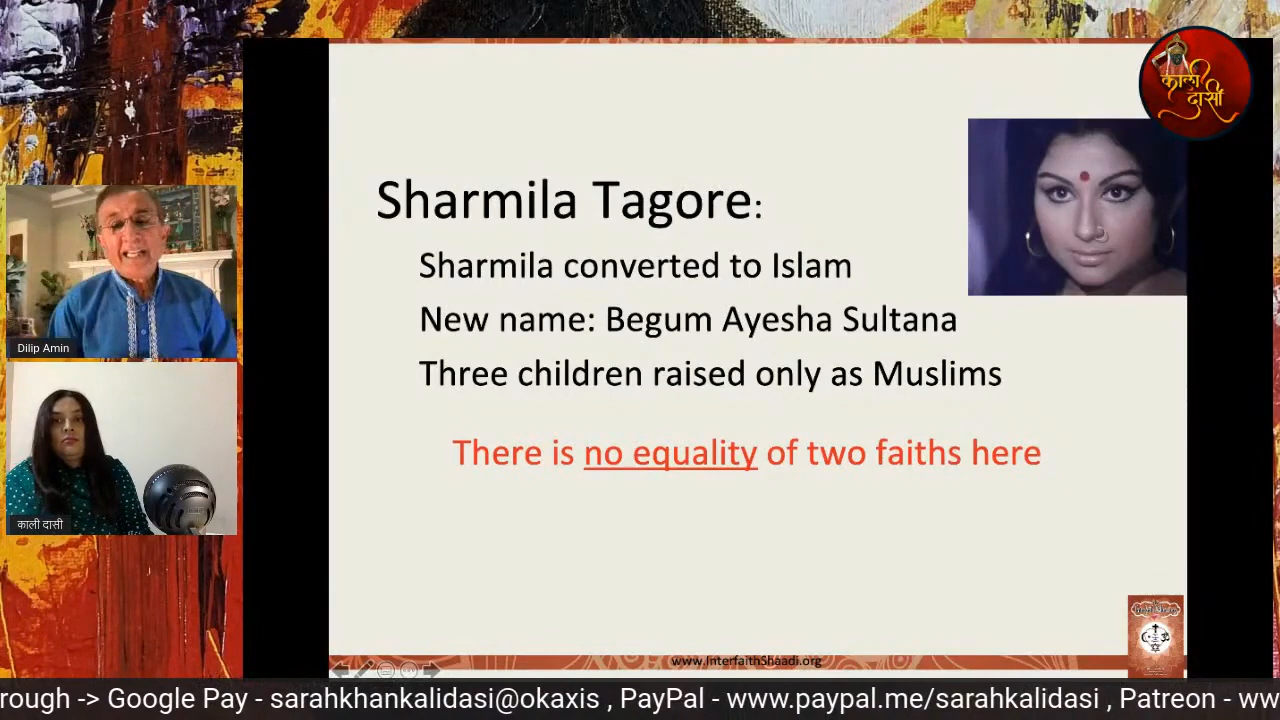 काली
दासी
Sharmila Tagore:
Sharmila converted to Islam
New name: Begum Ayesha Sultana
Three children raised only as Muslims
There is no equality of two faiths here
Dilip Amin
काली दासी
www.InterfaithShaadi.org
rough -> Google Pay - sarahkhankalidasi@okaxis , PayPal - www.paypal.me/sarahkalidasi , Patreon - ww